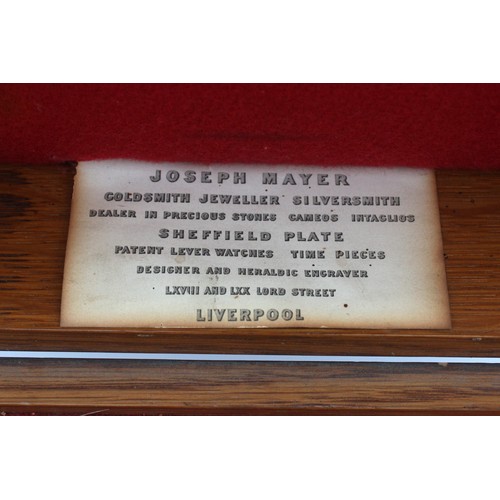 JOSEPH MAYER
GOLDSMITH JEWELLER SILVERSMITH
DEALER IN PRECIOUS STONES CAMEOS INTAGLIOS
SHEFFIELD PLATE
PATENT LEVER WATCHES TIME PIECES
DESIGNER AND HERALDIC ENGRAVER
LXVIII AND LXX LORD STREET
LIVERPOOL